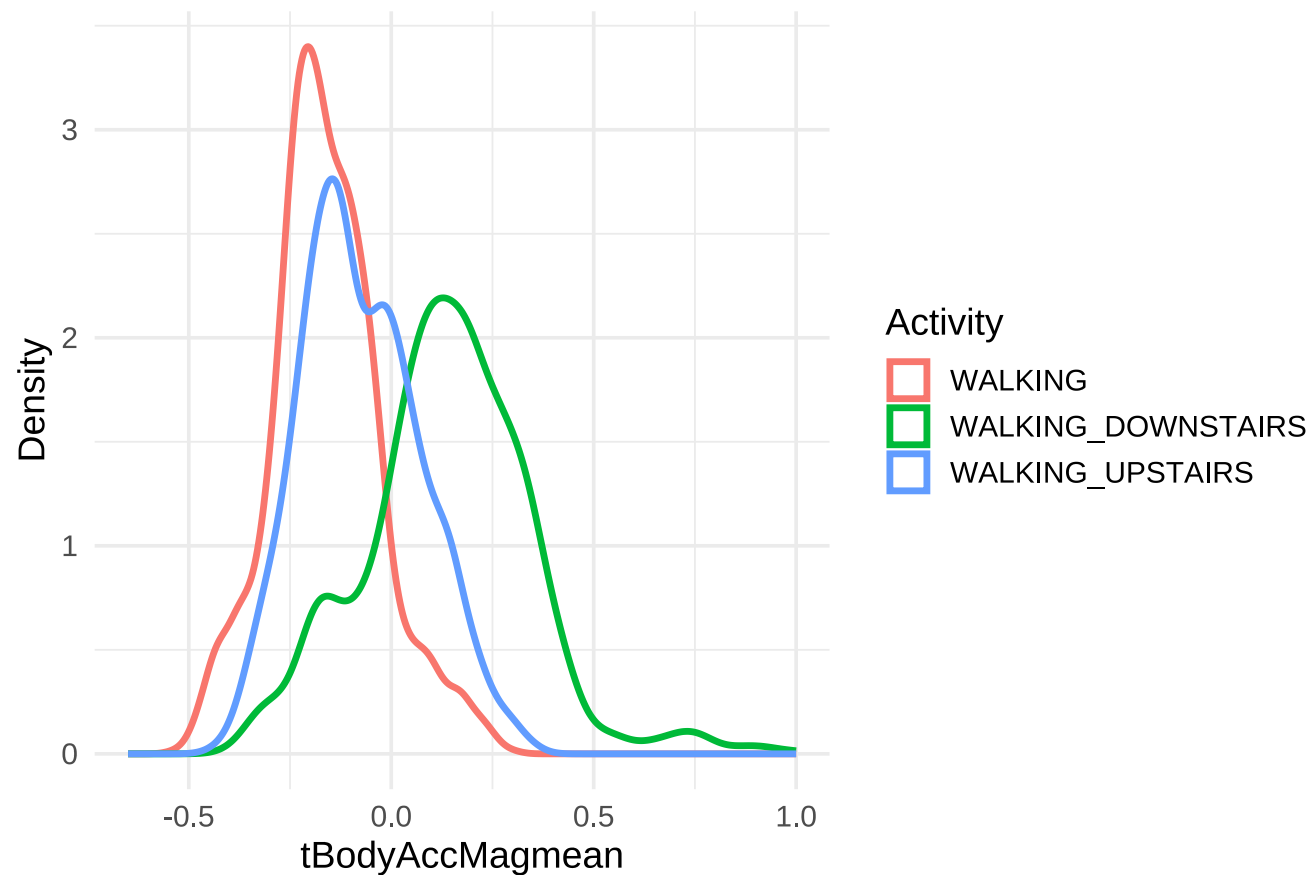 3
2
1
0
Density
-0.5
0.0
0.5
1.0
tBodyAccMagmean
Activity
WALKING
WALKING_DOWNSTAIRS
WALKING_UPSTAIRS